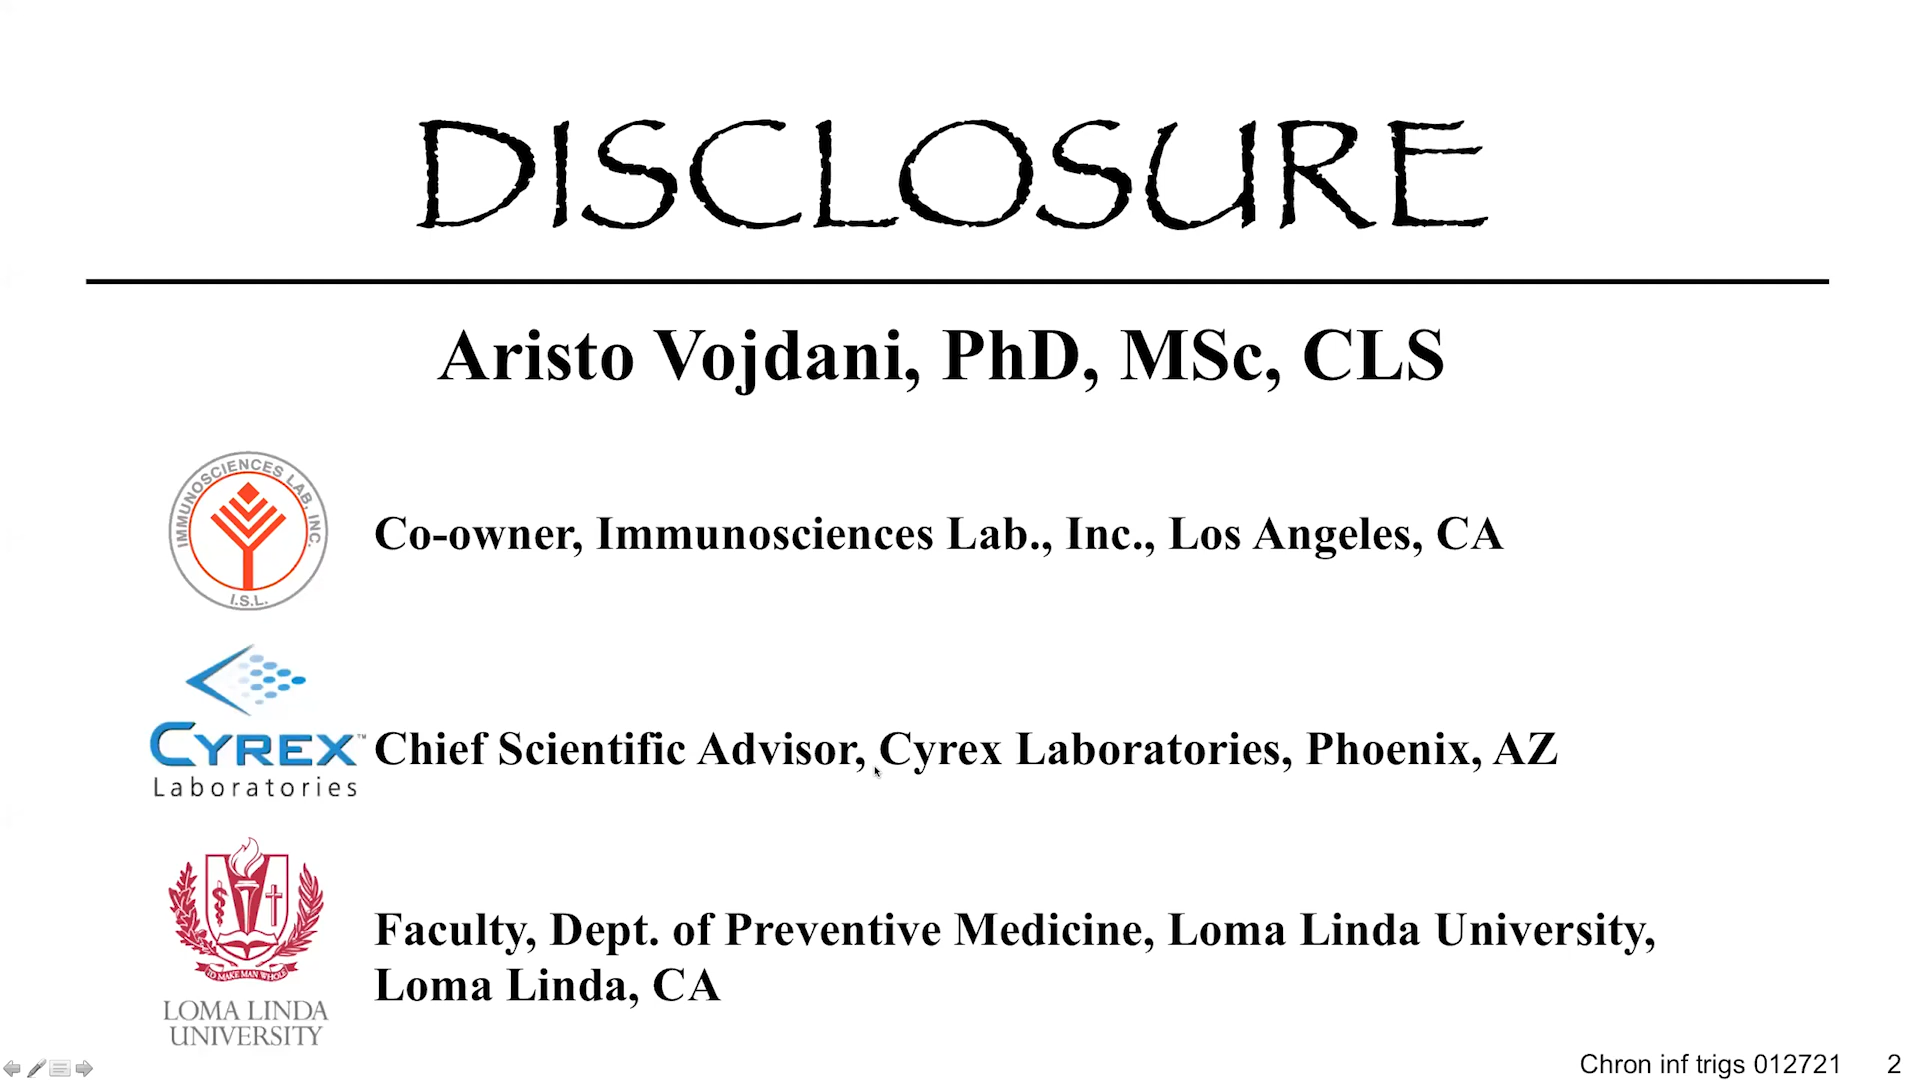 DISCLOSURE
Aristo Vojdani, PhD, MSc, CLS
IMMUNOSCIENCES LAB, INC.
I.S.L.
Co-owner, Immunosciences Lab., Inc., Los Angeles, CA
CYREX™
Laboratories
Chief Scientific Advisor, Cyrex Laboratories, Phoenix, AZ
TO MAKE MAN WHOLE
LOMA LINDA
UNIVERSITY
Faculty, Dept. of Preventive Medicine, Loma Linda University,
Loma Linda, CA
Chron inf trigs 012721 2